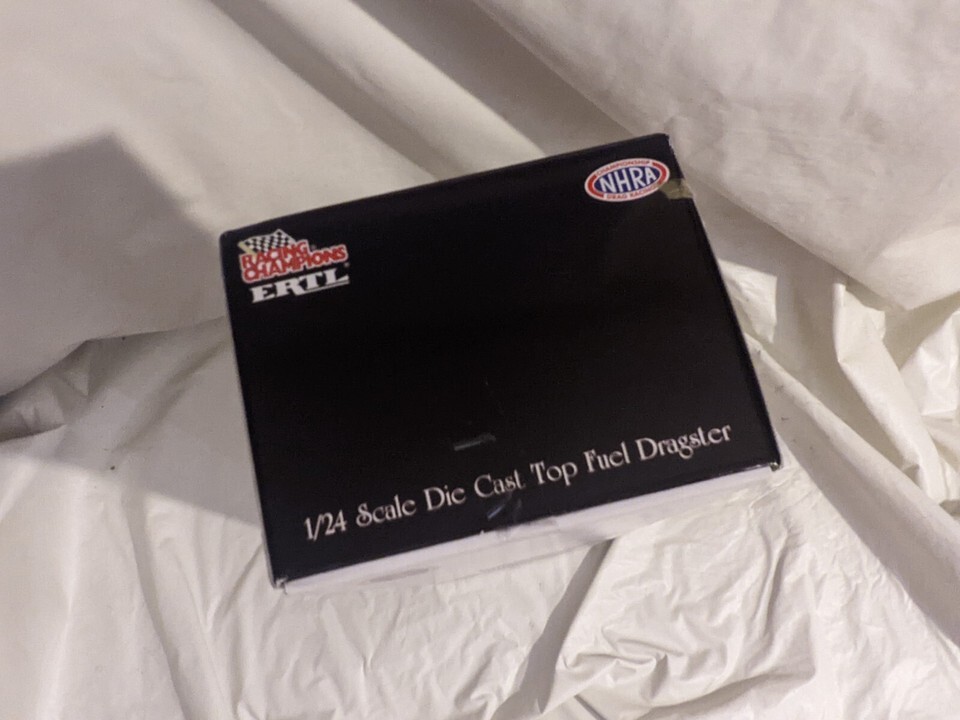 CHAMPIONSHIP
NHRA
DRAG RACING
RACING
CHAMPIONS
ERTL
1/24 Scale Die Cast Top Fuel Dragster